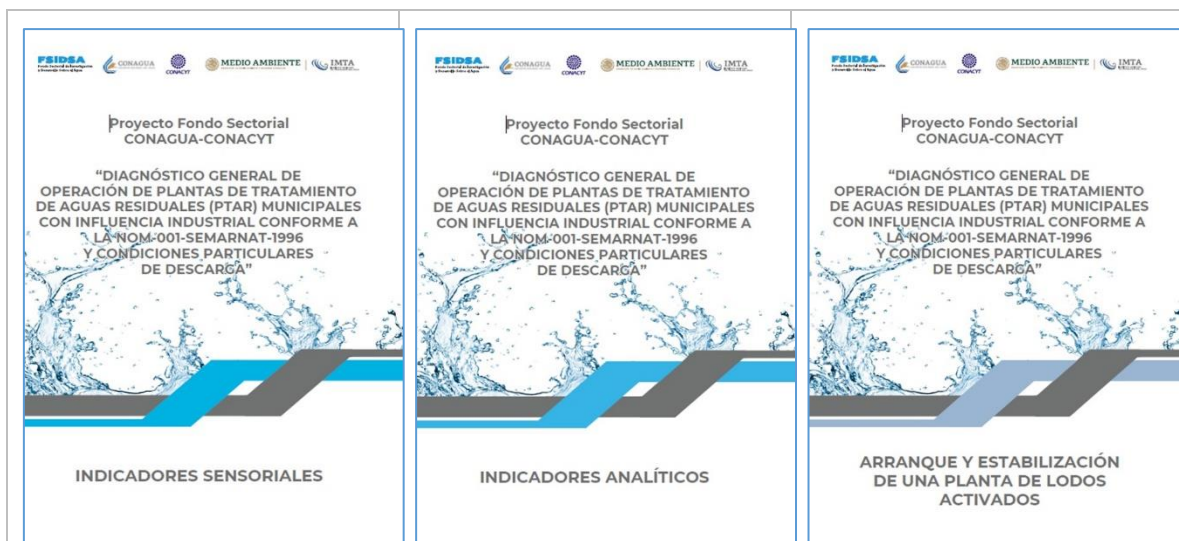 FSIDSA
CONAGUA
CONACYT
MEDIO AMBIENTE
IMTA
Proyecto Fondo Sectorial
CONAGUA-CONACYT
“DIAGNÓSTICO GENERAL DE
OPERACIÓN DE PLANTAS DE TRATAMIENTO
DE AGUAS RESIDUALES (PTAR) MUNICIPALES
CON INFLUENCIA INDUSTRIAL CONFORME A
LA NOM-001-SEMARNAT-1996
Y CONDICIONES PARTICULARES
DE DESCARGA”
INDICADORES SENSORIALES
FSIDSA
CONAGUA
CONACYT
MEDIO AMBIENTE
IMTA
Proyecto Fondo Sectorial
CONAGUA-CONACYT
“DIAGNÓSTICO GENERAL DE
OPERACIÓN DE PLANTAS DE TRATAMIENTO
DE AGUAS RESIDUALES (PTAR) MUNICIPALES
CON INFLUENCIA INDUSTRIAL CONFORME A
LA NOM-001-SEMARNAT-1996
Y CONDICIONES PARTICULARES
DE DESCARGA”
INDICADORES ANALÍTICOS
FSIDSA
CONAGUA
CONACYT
MEDIO AMBIENTE
IMTA
Proyecto Fondo Sectorial
CONAGUA-CONACYT
“DIAGNÓSTICO GENERAL DE
OPERACIÓN DE PLANTAS DE TRATAMIENTO
DE AGUAS RESIDUALES (PTAR) MUNICIPALES
CON INFLUENCIA INDUSTRIAL CONFORME A
LA NOM-001-SEMARNAT-1996
Y CONDICIONES PARTICULARES
DE DESCARGA”
ARRANQUE Y ESTABILIZACIÓN
DE UNA PLANTA DE LODOS
ACTIVADOS